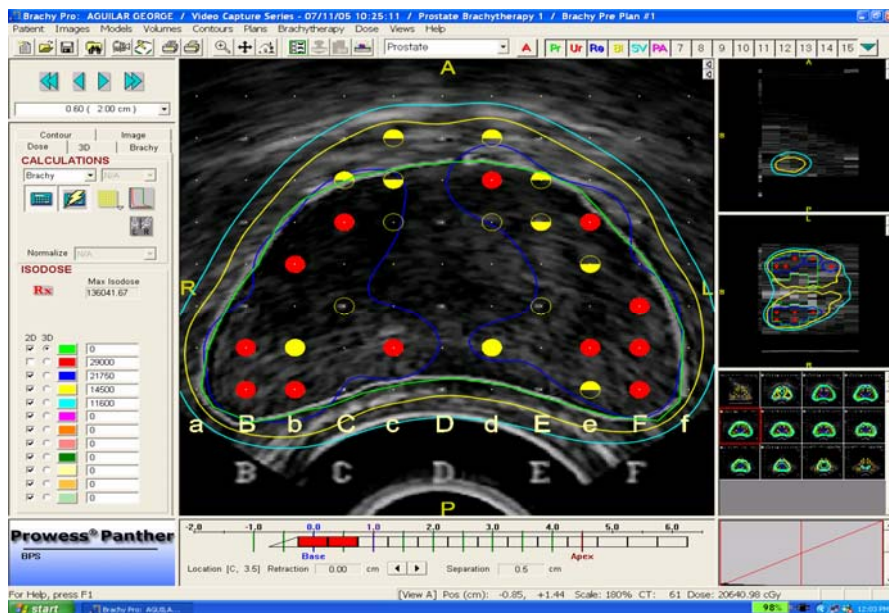 Brachy Pro: AGUILAR GEORGE / Video Capture Series - 07/11/05 10:25:11 / Prostate Brachytherapy 1 / Brachy Pre Plan #1
Patient Images Models Volumes Contours Plans Brachytherapy Dose Views Help
Prostate A Pr Ur Re SV PA 7 8 9 10 11 12 13 14 15
0.60 ( 2.00 cm )
Contour Image
Dose 3D Brachy
CALCULATIONS
Brachy N/A
Normalize N/A
ISODOSE
Rx Max Isodose
136041.67
2D 3D
0
29000
21750
14500
11600
0
0
0
0
0
0
0
A
R L
a B b C c D d E e F f
B C D E F
P
A
P
L
Prowess® Panther
BPS
-2,0 -1,0 0,0 1,0 2,0 3,0 4,0 5,0 6,0
Base Apex
Location [C, 3.5] Retraction 0.00 cm Separation 0.5 cm
For Help, press F1 [View A] Pos (cm): -0.85, +1.44 Scale: 180% CT: 61 Dose: 20640.98 cGy
start Brachy Pro: AGUILA... 98%